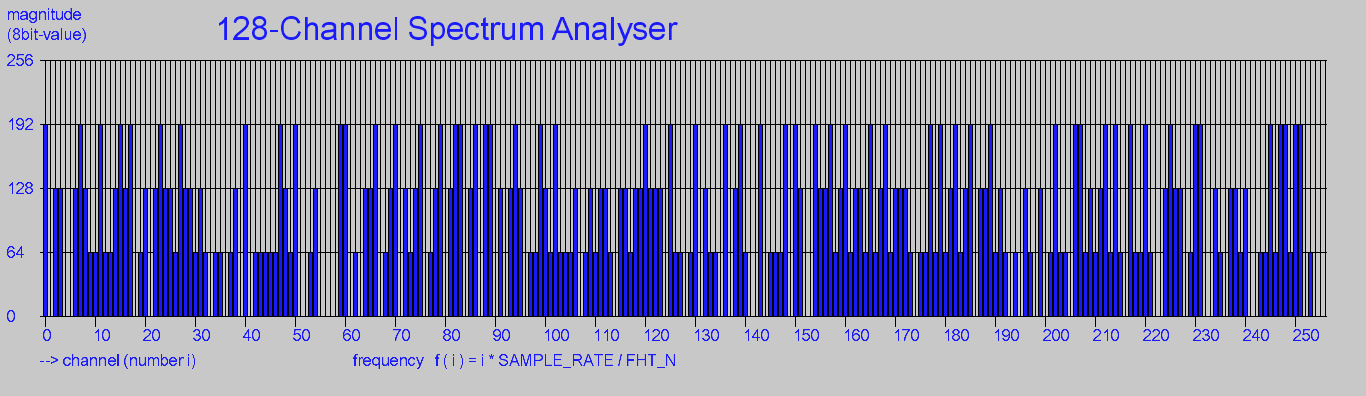 magnitude
(8bit-value)
128-Channel Spectrum Analyser
256
192
128
64
0
0 10 20 30 40 50 60 70 80 90 100 110 120 130 140 150 160 170 180 190 200 210 220 230 240 250
--> channel (number i) frequency f ( i ) = i * SAMPLE_RATE / FHT_N